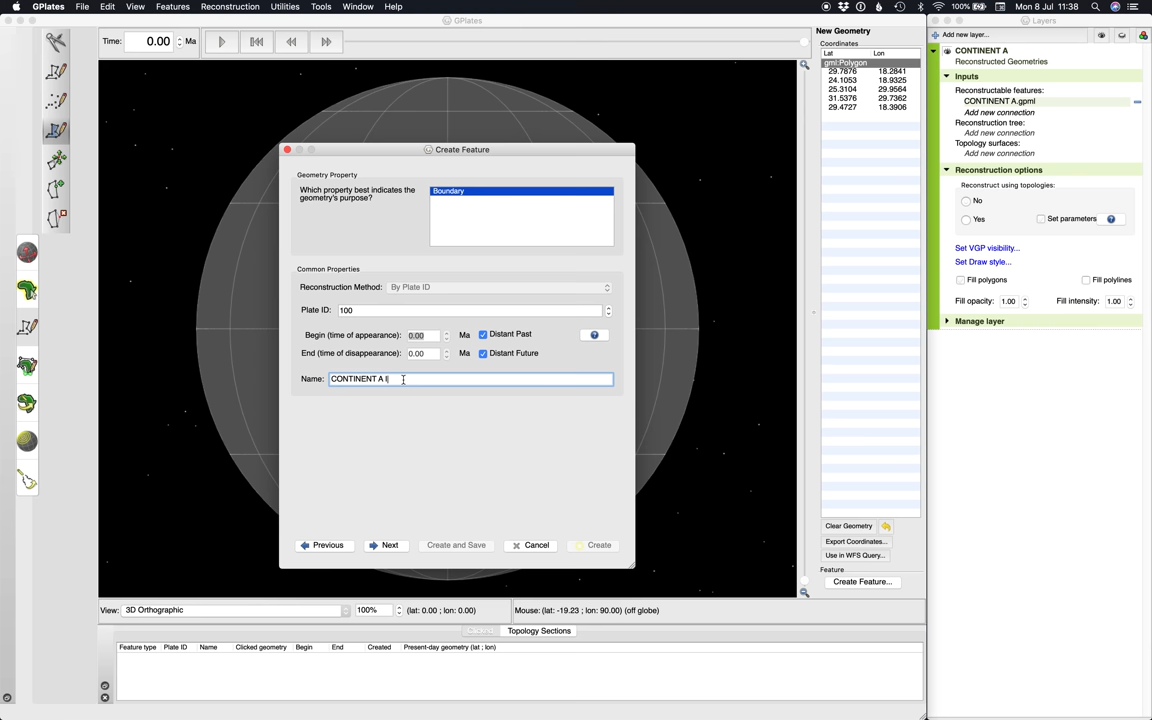 GPlates File Edit View Features Reconstruction Utilities Tools Window Help 100% Mon 8 Jul 11:38
GPlates
Layers
Time: 0.00 Ma
New Geometry
Coordinates
Lat Lon
gml:Polygon
29.7876 18.2841
24.1053 18.9325
25.3104 29.9564
31.5376 29.7362
29.4727 18.3906
Clear Geometry
Export Coordinates...
Use in WFS Query...
Feature
Create Feature...
Create Feature
Geometry Property
Which property best indicates the
geometry's purpose?
Boundary
Common Properties
Reconstruction Method: By Plate ID
Plate ID: 100
Begin (time of appearance): 0.00 Ma Distant Past ?
End (time of disappearance): 0.00 Ma Distant Future
Name: CONTINENT A I
Previous Next Create and Save Cancel Create
Add new layer...
CONTINENT A
Reconstructed Geometries
Inputs
Reconstructable features:
CONTINENT A.gpml
Add new connection
Reconstruction tree:
Add new connection
Topology surfaces:
Add new connection
Reconstruction options
Reconstruct using topologies:
No
Yes Set parameters ?
Set VGP visibility...
Set Draw style...
Fill polygons Fill polylines
Fill opacity: 1.00 Fill intensity: 1.00
Manage layer
View: 3D Orthographic 100% (lat: 0.00 ; lon: 0.00) Mouse: (lat: -19.23 ; lon: 90.00) (off globe)
Clicked Topology Sections
Feature type Plate ID Name Clicked geometry Begin End Created Present-day geometry (lat ; lon)